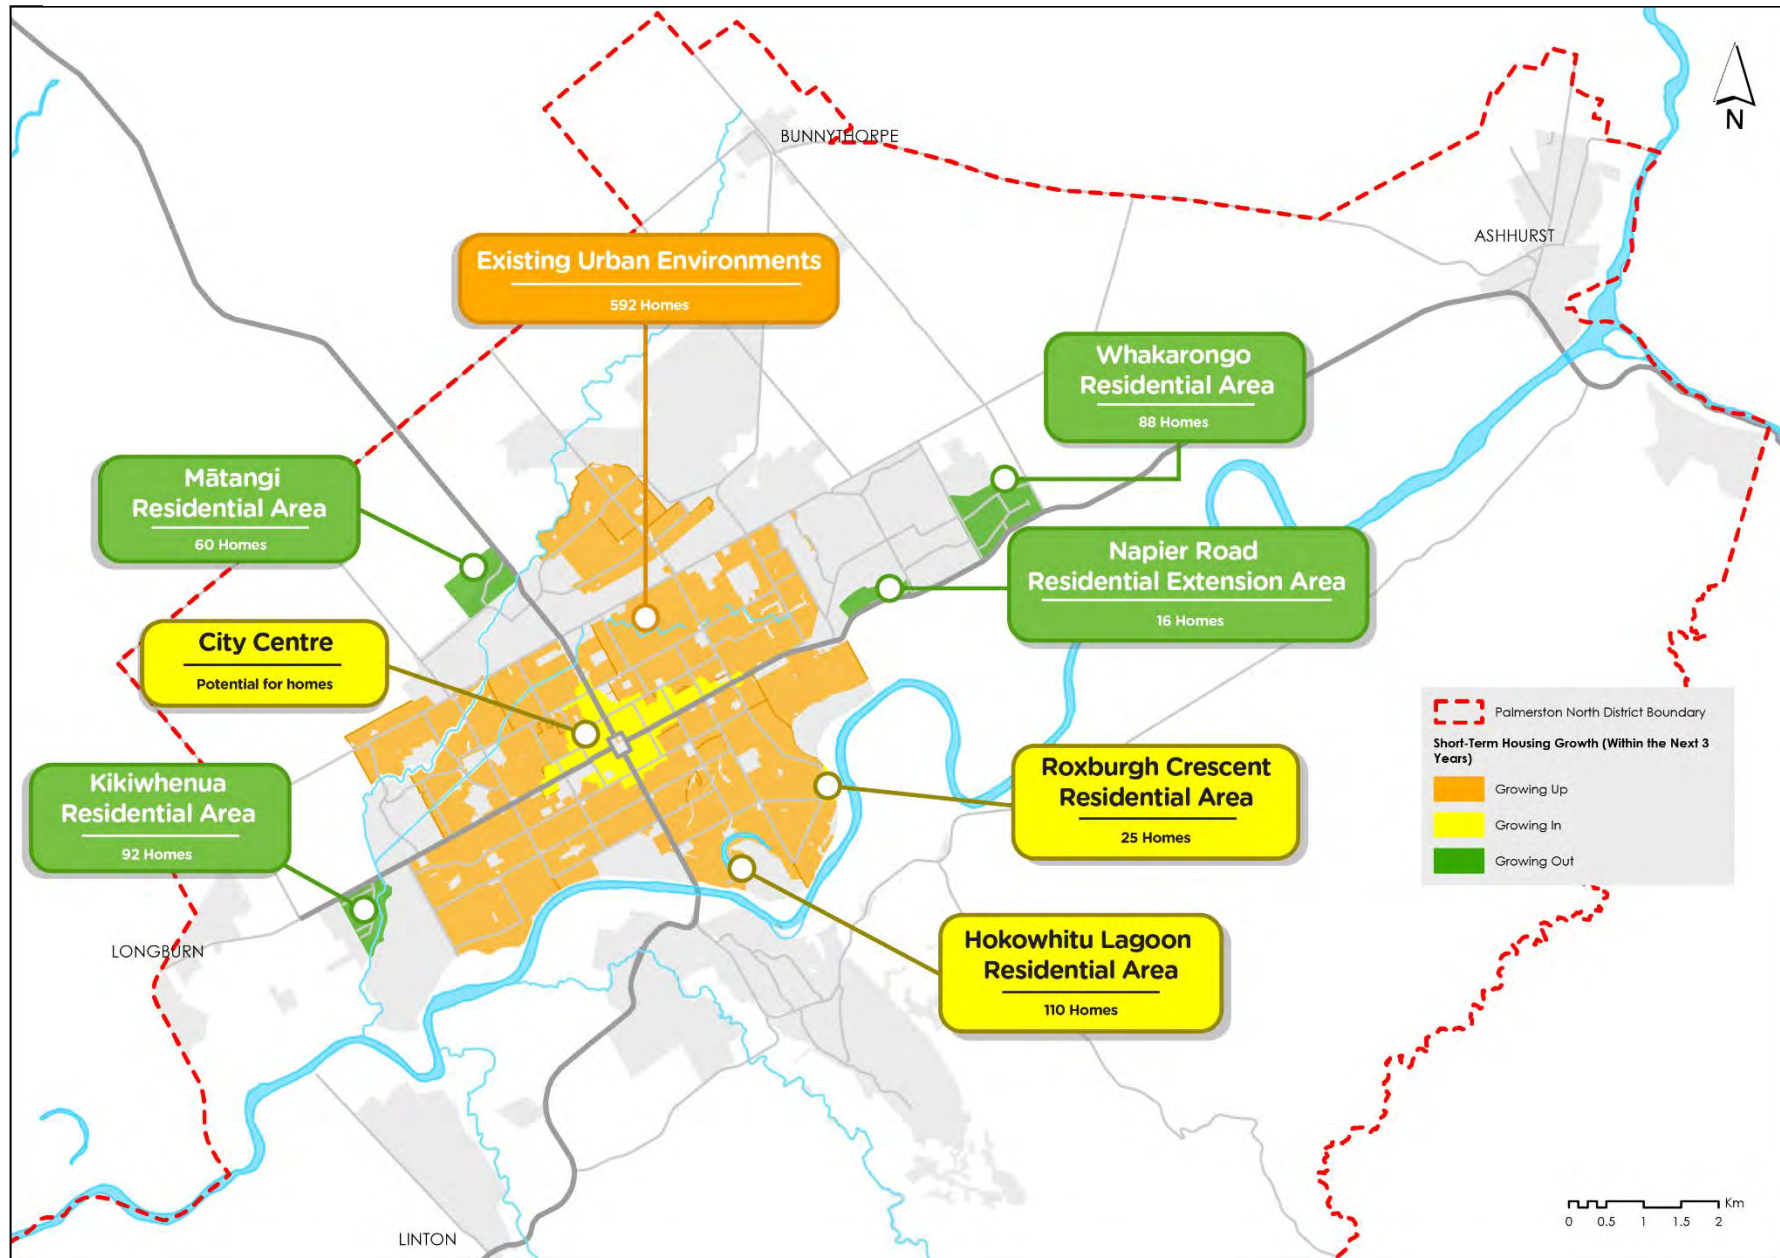 N
BUNNYTHORPE
ASHHURST
Existing Urban Environments
592 Homes
Whakarongo
Residential Area
88 Homes
Mātangi
Residential Area
60 Homes
Napier Road
Residential Extension Area
16 Homes
City Centre
Potential for homes
Kikiwhenua
Residential Area
92 Homes
Roxburgh Crescent
Residential Area
25 Homes
Hokowhitu Lagoon
Residential Area
110 Homes
LONGBURN
LINTON
Palmerston North District Boundary
Short-Term Housing Growth (Within the Next 3
Years)
Growing Up
Growing In
Growing Out
Km
0 0.5 1 1.5 2